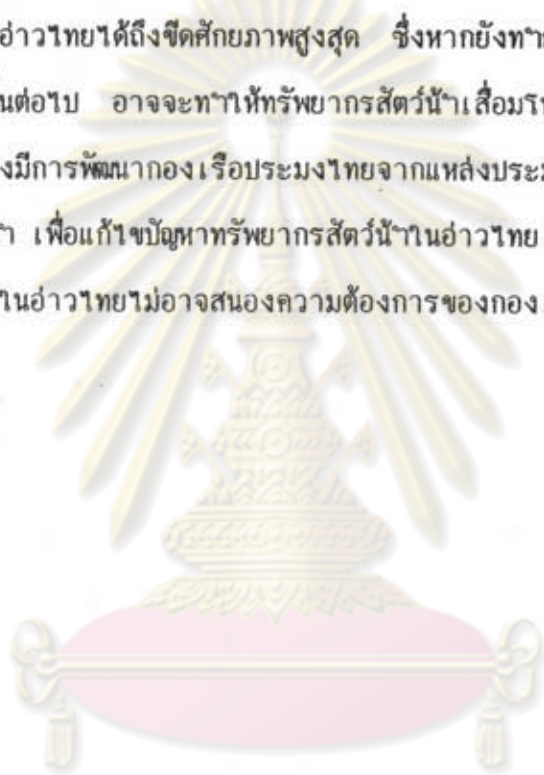 อ่าวไทยได้ถึงขีดศักยภาพสูงสุด ซึ่งหากยังทำ
นต่อไป อาจจะทำให้ทรัพยากรสัตว์น้ำเสื่อมโ
งมีการพัฒนากองเรือประมงไทยจากแหล่งประม
ำ เพื่อแก้ไขปัญหาทรัพยากรสัตว์น้ำในอ่าวไทย
ในอ่าวไทยไม่อาจสนองความต้องการของกอง